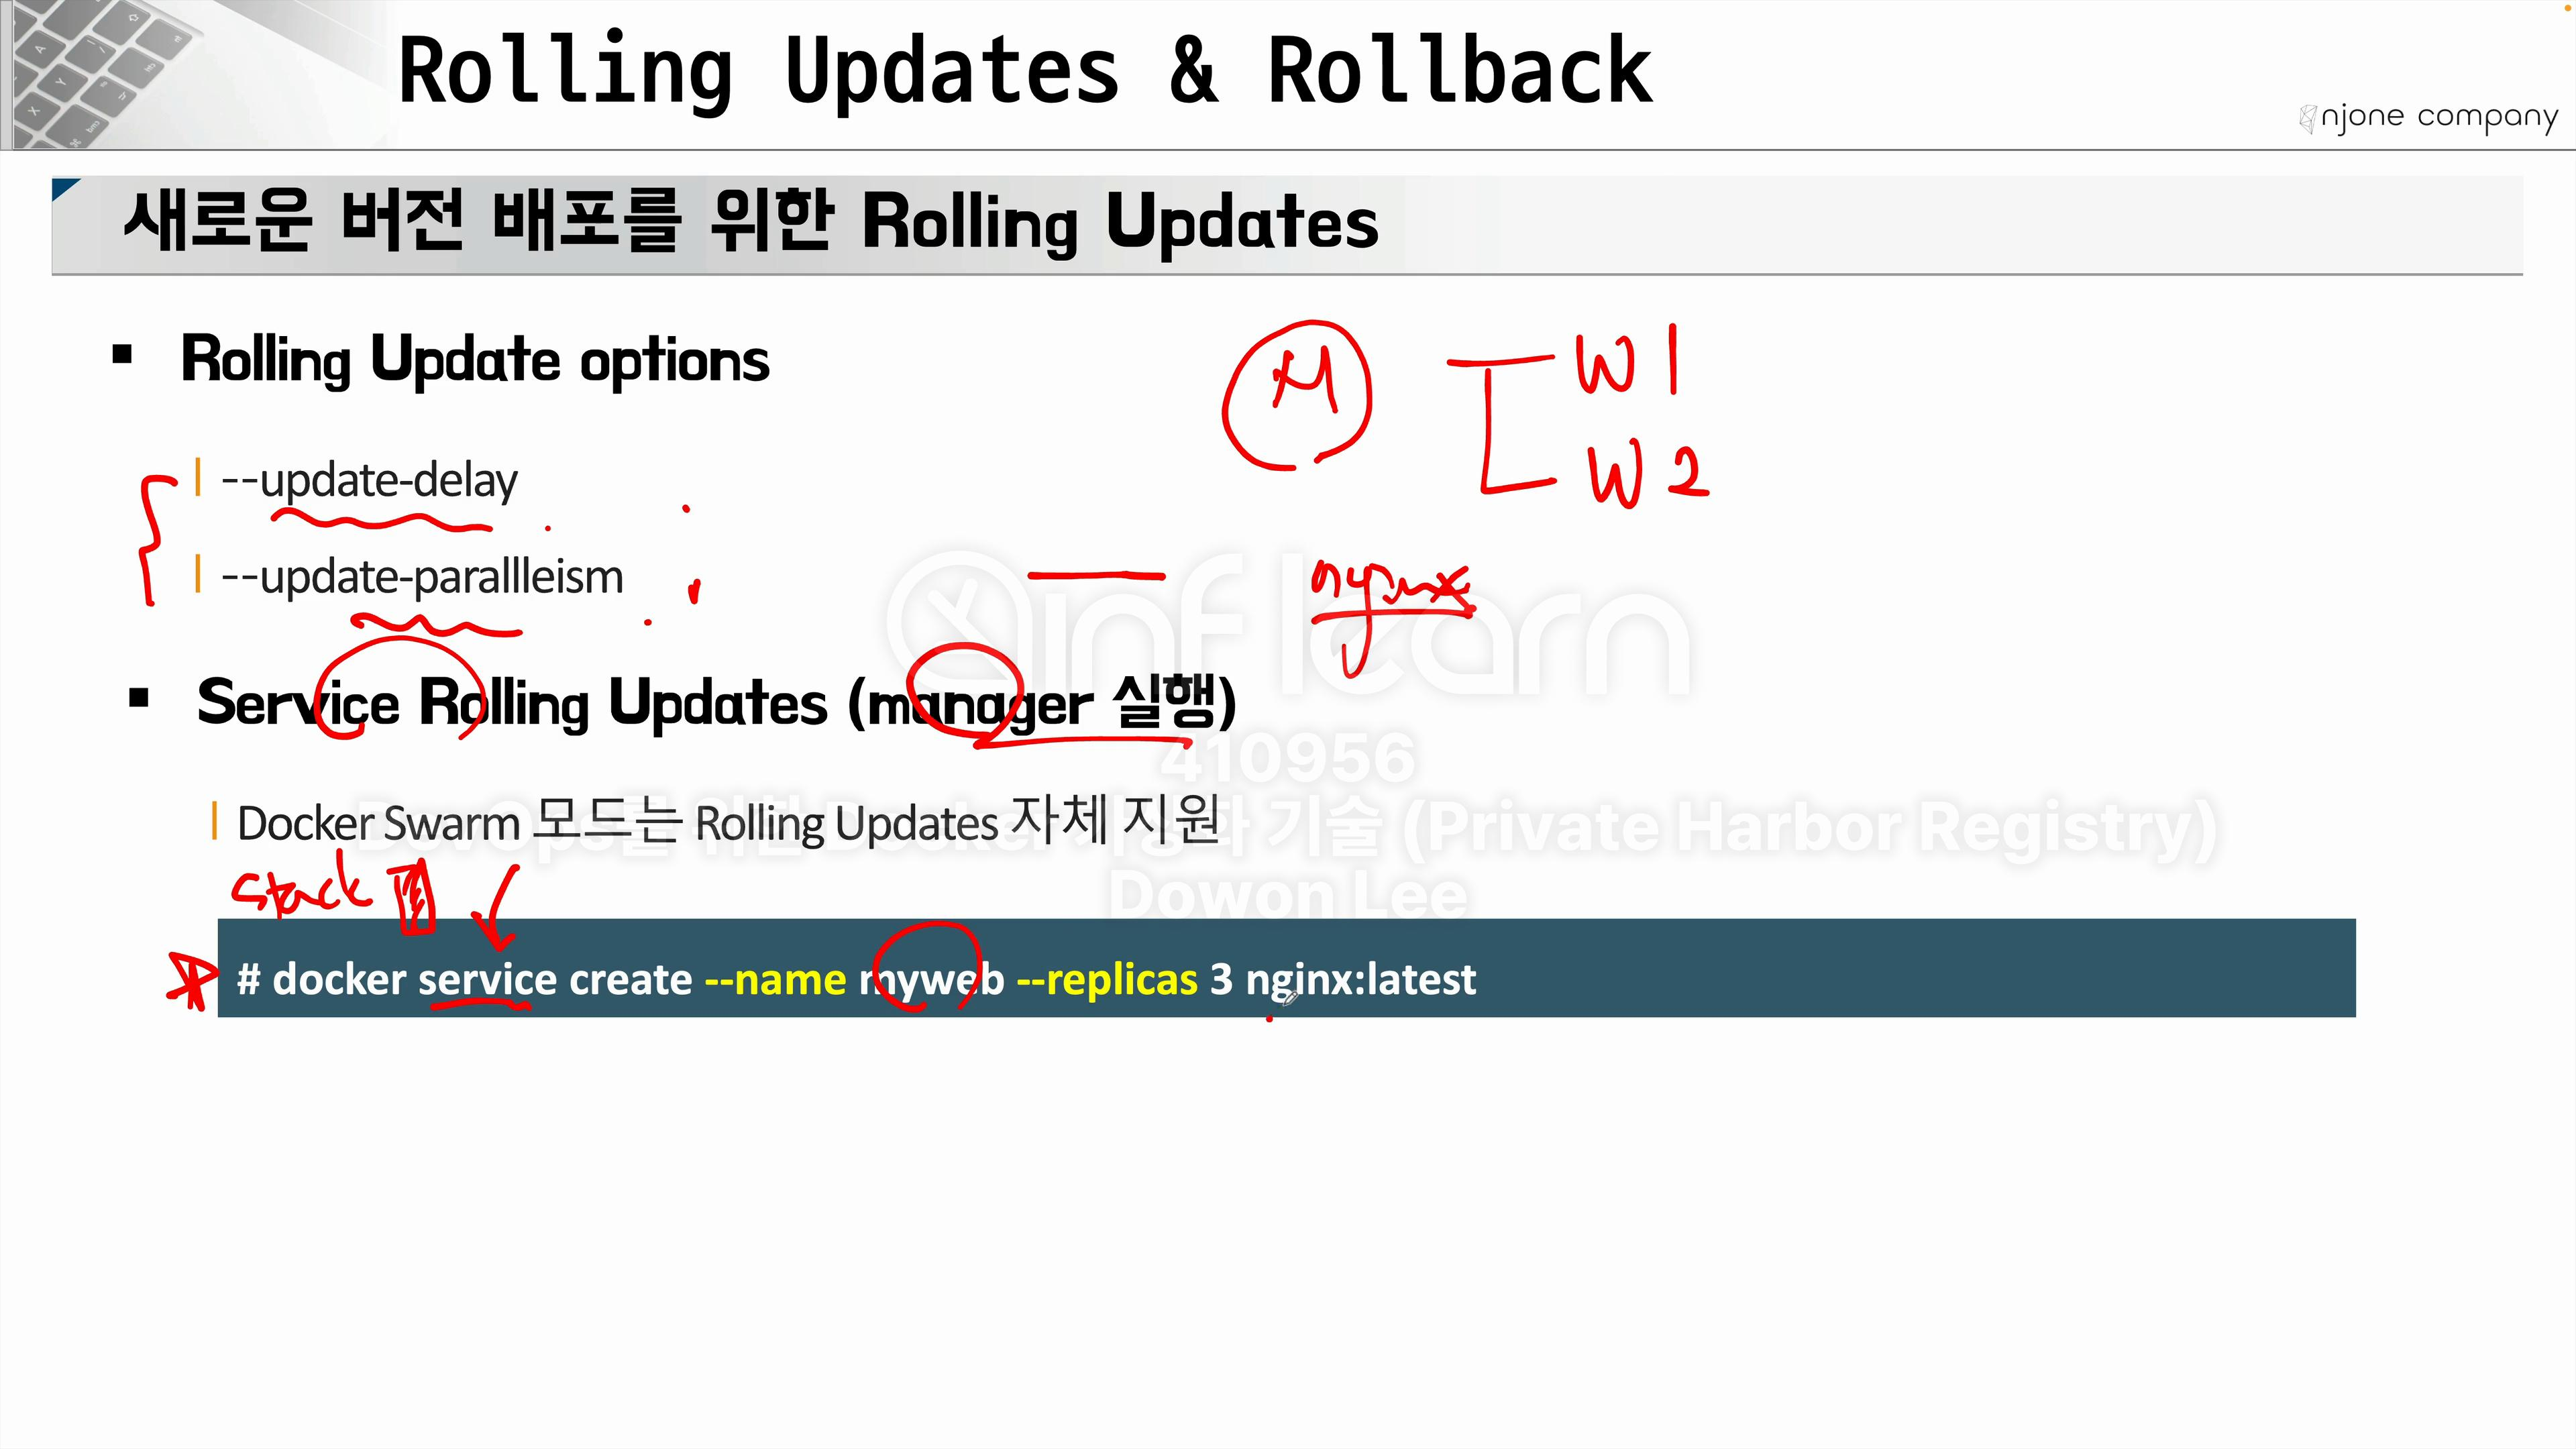 Rolling Updates & Rollback
njone company
새로운 버전 배포를 위한 Rolling Updates
▪ Rolling Update options
--update-delay
--update-parallleism
M
W1
W2
nginx
inflearn
▪ Service Rolling Updates (manager 실행)
410956
Docker Swarm 모드는 Rolling Updates 자체 지원
DevOps를 위한 Docker 가상화 기술 (Private Harbor Registry)
Dowon Lee
stack
# docker service create --name myweb --replicas 3 nginx:latest